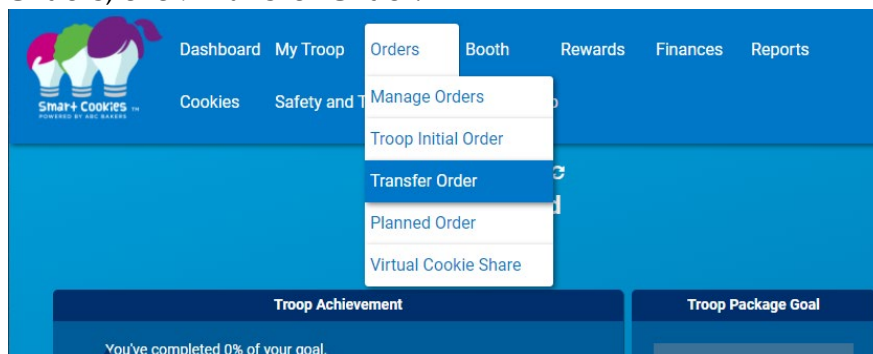 Dashboard My Troop Orders Booth Rewards Finances Reports
Smart Cookies TM
POWERED BY ABC BAKERS
Cookies Safety and
Manage Orders
Troop Initial Order
Transfer Order
Planned Order
Virtual Cookie Share
Troop Achievement Troop Package Goal
You've completed 0% of your goal.